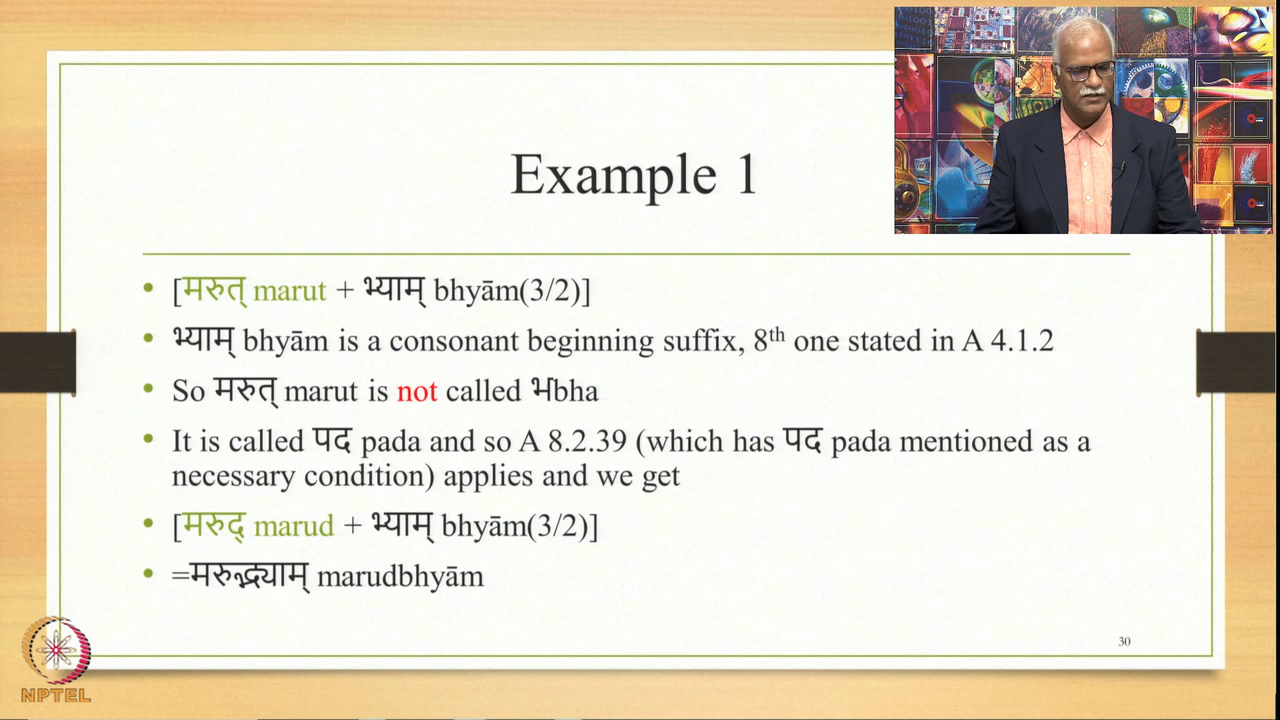 Example 1
• [मरुत् marut + भ्याम् bhyām(3/2)]
• भ्याम् bhyām is a consonant beginning suffix, 8th one stated in A 4.1.2
• So मरुत् marut is not called भbha
• It is called पद pada and so A 8.2.39 (which has पद pada mentioned as a
necessary condition) applies and we get
• [मरुद् marud + भ्याम् bhyām(3/2)]
• =मरुद्भ्याम् marudbhyām
30
NPTEL